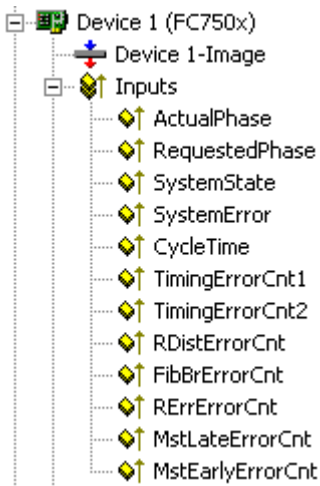 Device 1 (FC750x)
Device 1-Image
Inputs
ActualPhase
RequestedPhase
SystemState
SystemError
CycleTime
TimingErrorCnt1
TimingErrorCnt2
RDistErrorCnt
FibBrErrorCnt
RErrErrorCnt
MstLateErrorCnt
MstEarlyErrorCnt